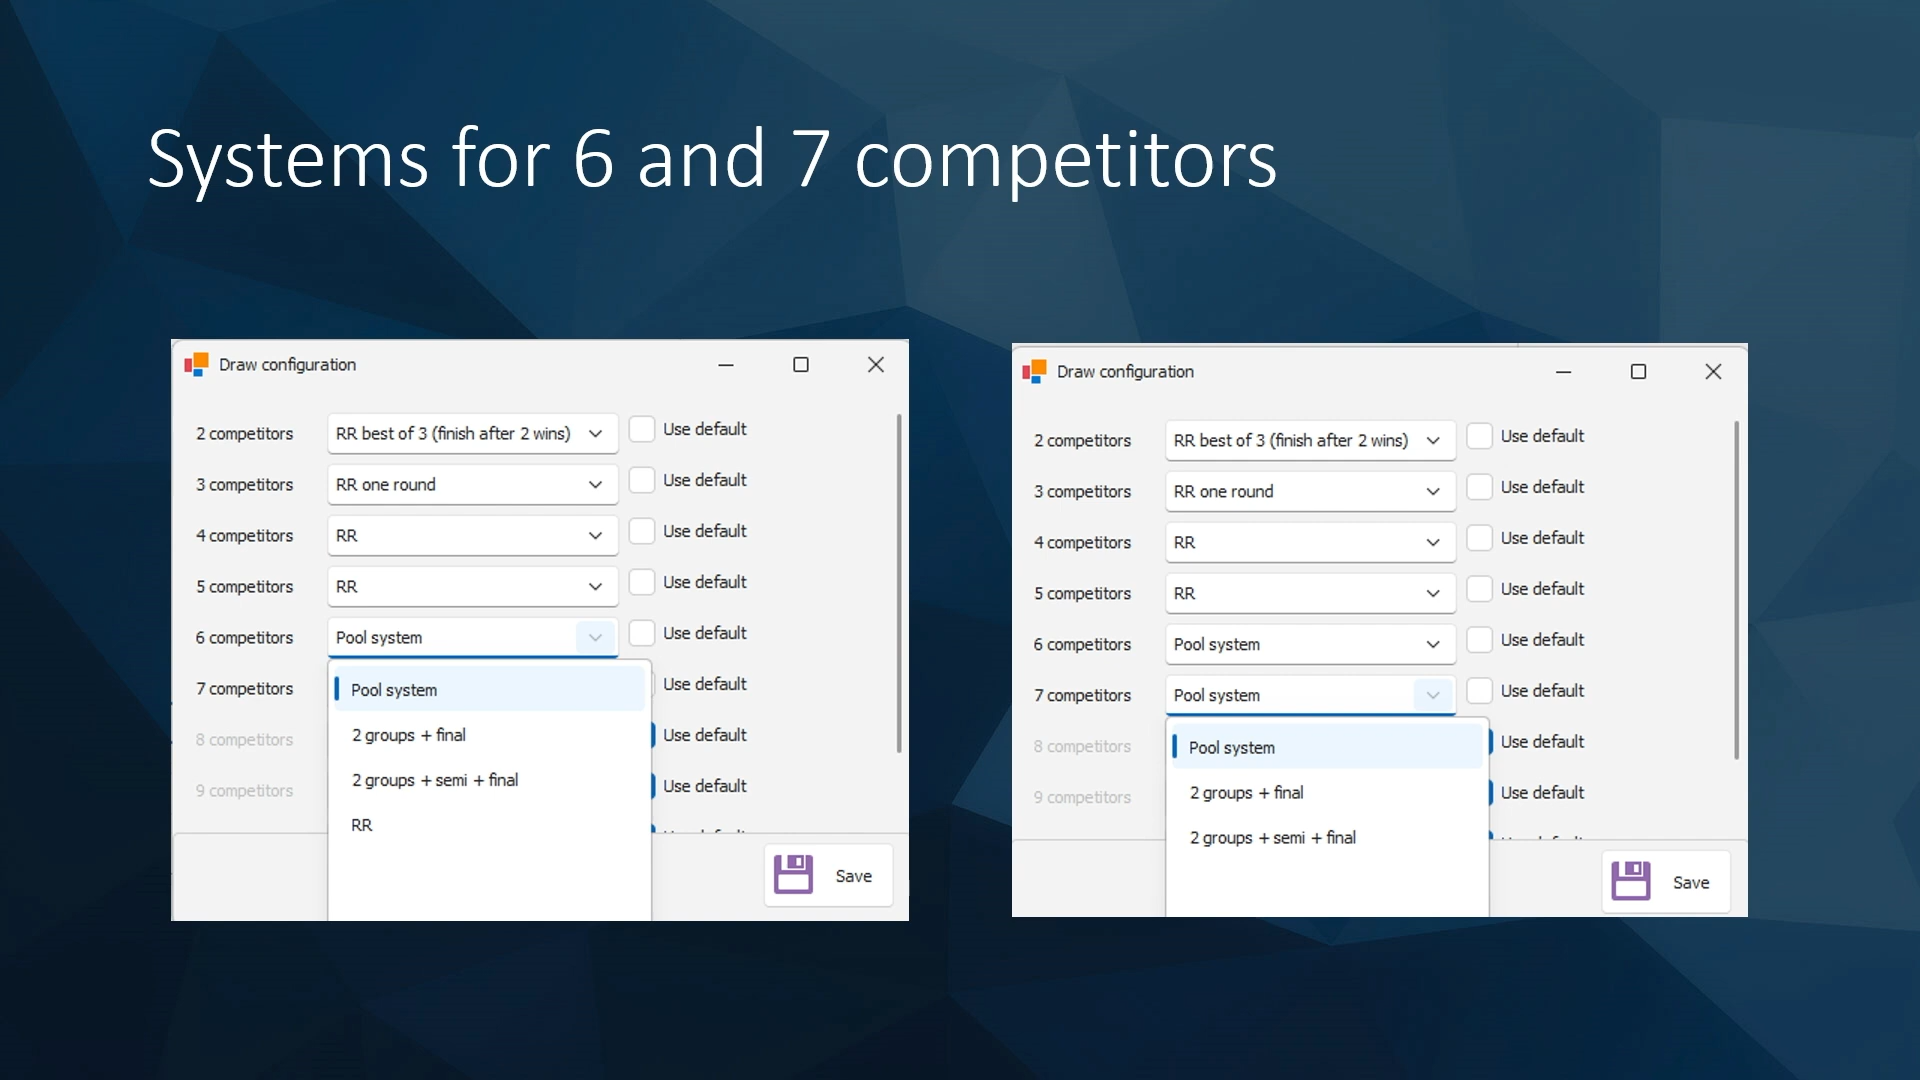 Systems for 6 and 7 competitors
Draw configuration
2 competitors RR best of 3 (finish after 2 wins) Use default
3 competitors RR one round Use default
4 competitors RR Use default
5 competitors RR Use default
6 competitors Pool system Use default
7 competitors Pool system Use default
8 competitors 2 groups + final Use default
9 competitors 2 groups + semi + final Use default
RR
Save
Draw configuration
2 competitors RR best of 3 (finish after 2 wins) Use default
3 competitors RR one round Use default
4 competitors RR Use default
5 competitors RR Use default
6 competitors Pool system Use default
7 competitors Pool system Use default
8 competitors Pool system Use default
9 competitors 2 groups + final Use default
2 groups + semi + final
Save